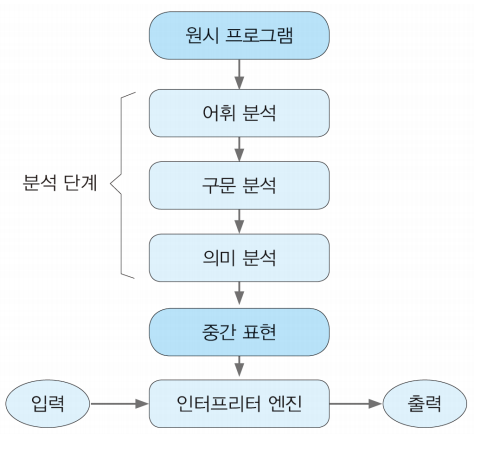 원시 프로그램
어휘 분석
분석 단계
구문 분석
의미 분석
중간 표현
입력
인터프리터 엔진
출력